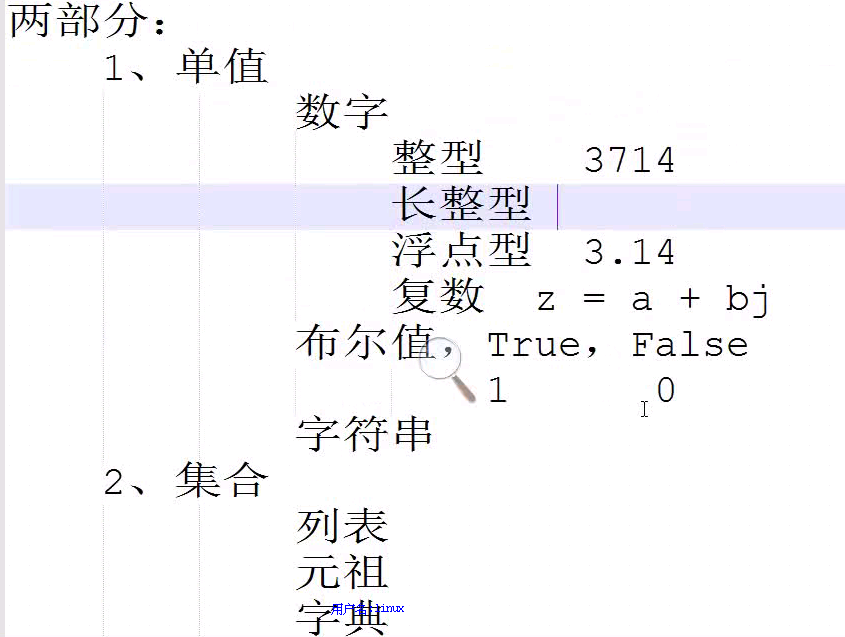 两部分：
1、单值
数字
整型 3714
长整型
浮点型 3.14
复数 z = a + bj
布尔值，True，False
1 0
字符串
2、集合
列表
元祖
字典